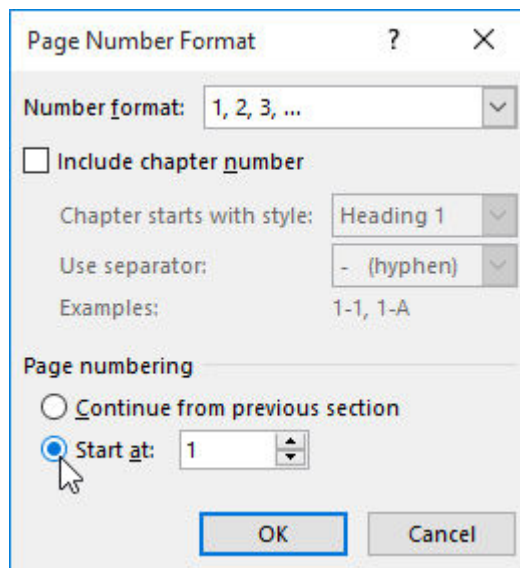 Page Number Format ?
Number format: 1, 2, 3, ...
Include chapter number
Chapter starts with style: Heading 1
Use separator: - (hyphen)
Examples: 1-1, 1-A
Page numbering
Continue from previous section
Start at: 1
OK Cancel